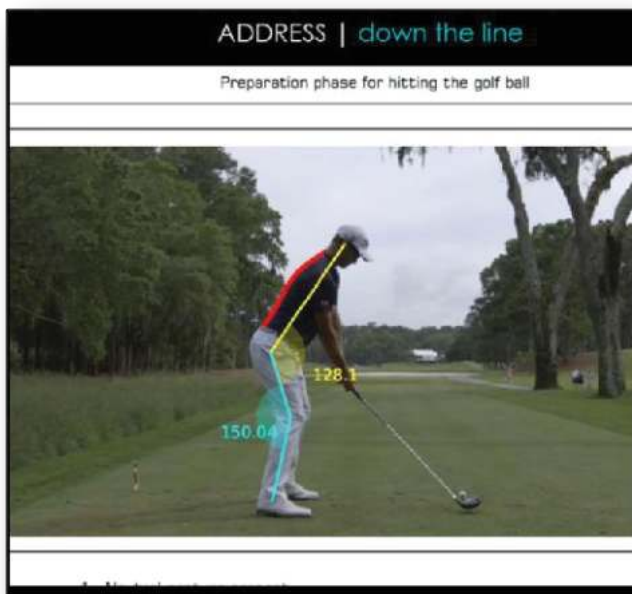 ADDRESS | down the line
Preparation phase for hitting the golf ball
128.1
150.04